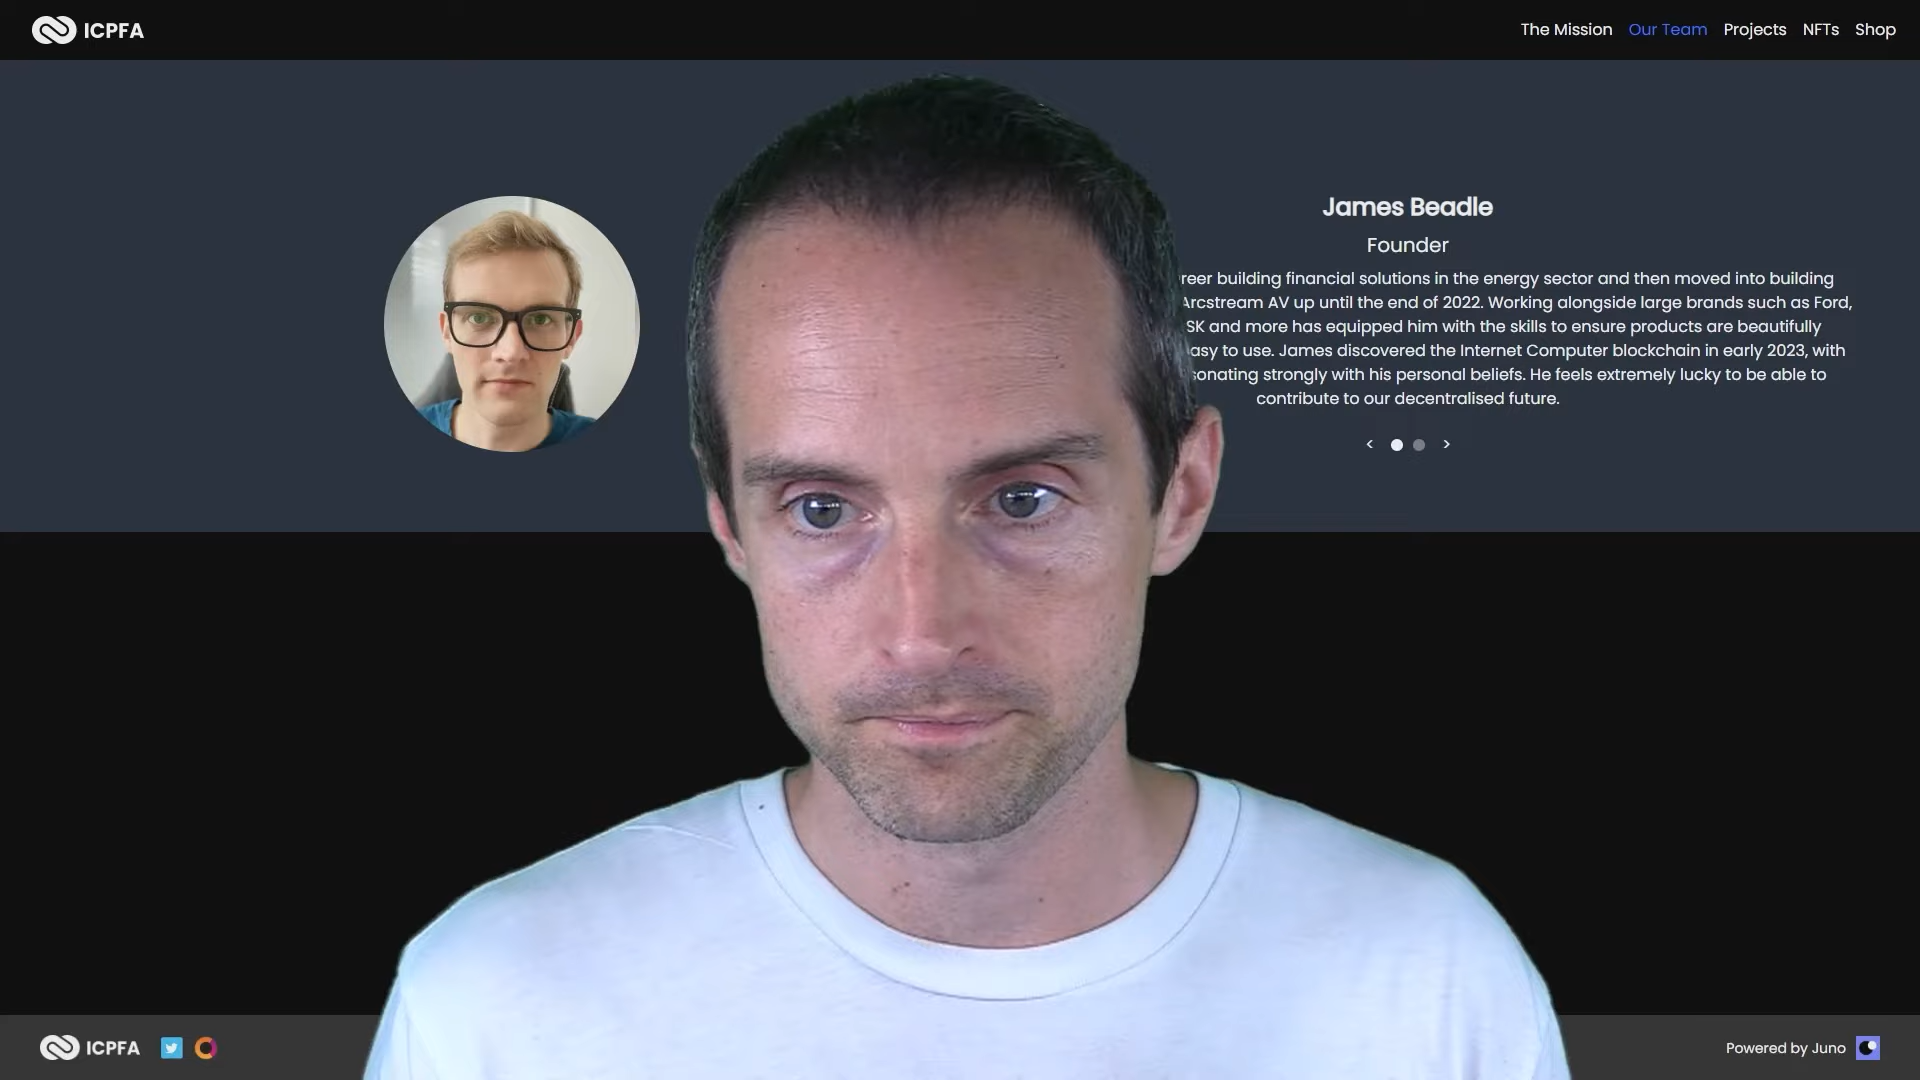 ICPFA
The Mission Our Team Projects NFTs Shop
James Beadle
Founder
building financial solutions in the energy sector and then moved into building
Arcstream AV up until the end of 2022. Working alongside large brands such as Ford,
and more has equipped him with the skills to ensure products are beautifully
to use. James discovered the Internet Computer blockchain in early 2023, with
strongly with his personal beliefs. He feels extremely lucky to be able to
contribute to our decentralised future.
< >
ICPFA
Powered by Juno